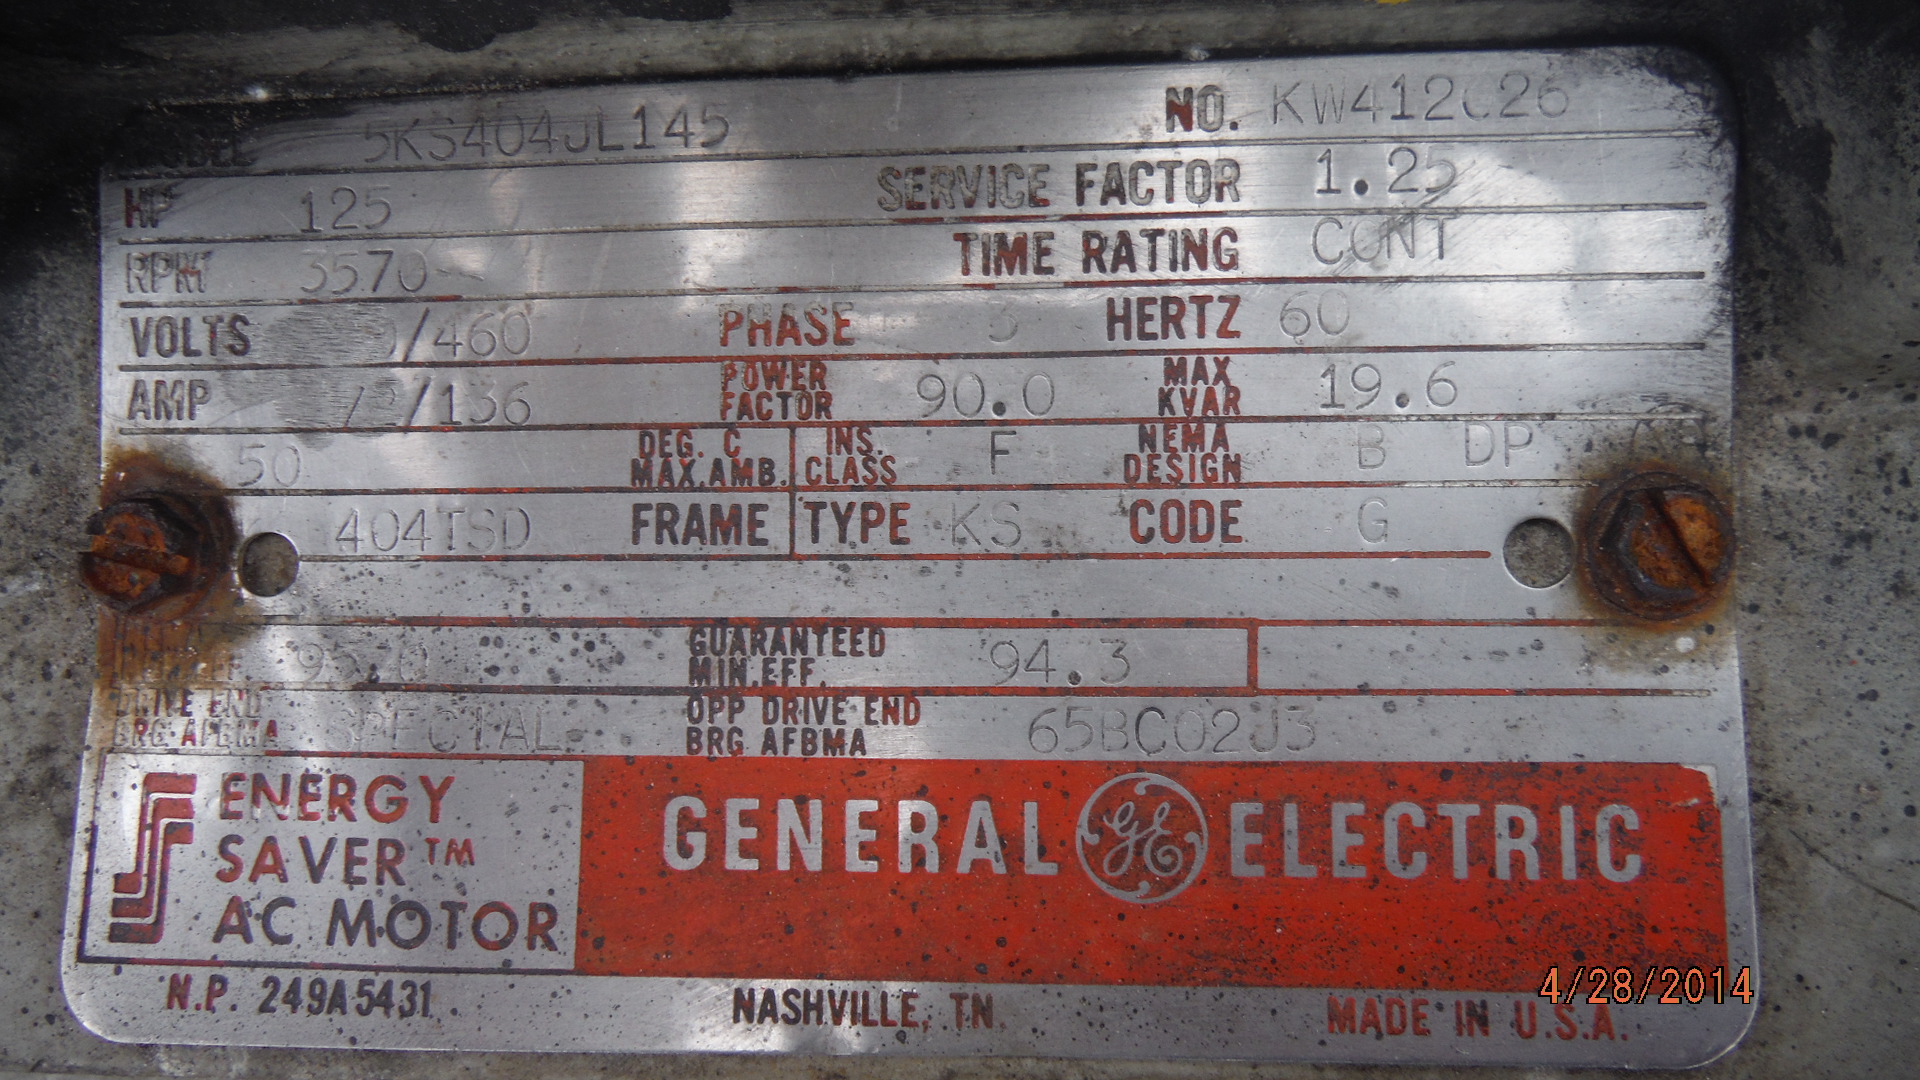 MODEL 5KS404JL145 NO. KW412C26
HP 125 SERVICE FACTOR 1.25
RPM 3570 TIME RATING CONT
VOLTS /460 PHASE 3 HERTZ 60
AMP /136 POWER FACTOR 90.0 MAX KVAR 19.6
50 DEG. C MAX. AMB. INS. CLASS F NEMA DESIGN B DP
404TSD FRAME TYPE KS CODE G
GUARANTEED MIN. EFF. 94.3
DRIVE END BRG AFBMA SPECIAL OPP DRIVE END BRG AFBMA 65BC02J3
ENERGY
SAVER™
AC MOTOR
GENERAL GE ELECTRIC
N.P. 249A5431 NASHVILLE, TN. MADE IN U.S.A.
4/28/2014